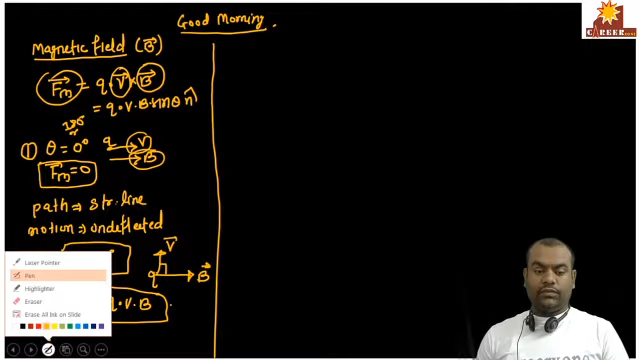 Good Morning.
Magnetic field (B⃗)
F⃗m = q·V⃗×B⃗
= q·V·B·sinθ n̂
180°
or
① θ = 0° q V
B
F⃗m = 0
path ⇒ str. line
motion ⇒ undeflected
V⃗
q B⃗
q·V·B
Laser Pointer
Pen
Highlighter
Eraser
Erase All Ink on Slide
CAREER